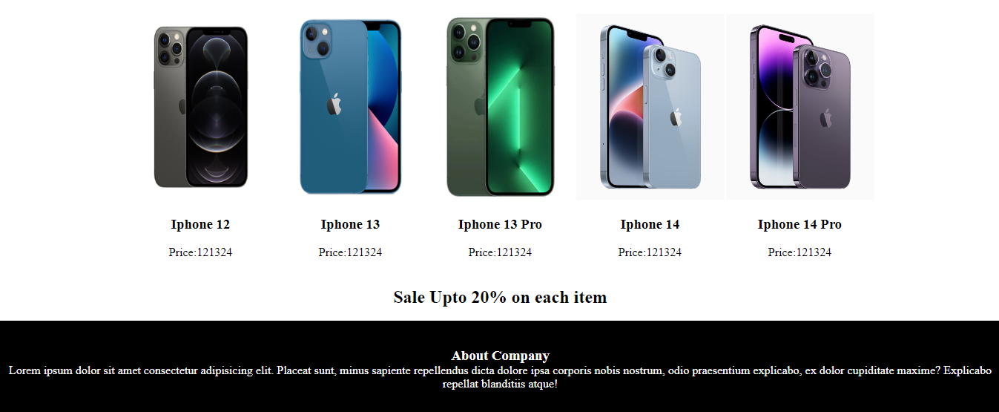 Iphone 12 Iphone 13 Iphone 13 Pro Iphone 14 Iphone 14 Pro
Price:121324 Price:121324 Price:121324 Price:121324 Price:121324
Sale Upto 20% on each item
About Company
Lorem ipsum dolor sit amet consectetur adipisicing elit. Placeat sunt, minus sapiente repellendus dicta dolore ipsa corporis nobis nostrum, odio praesentium explicabo, ex dolor cupiditate maxime? Explicabo
repellat blanditiis atque!